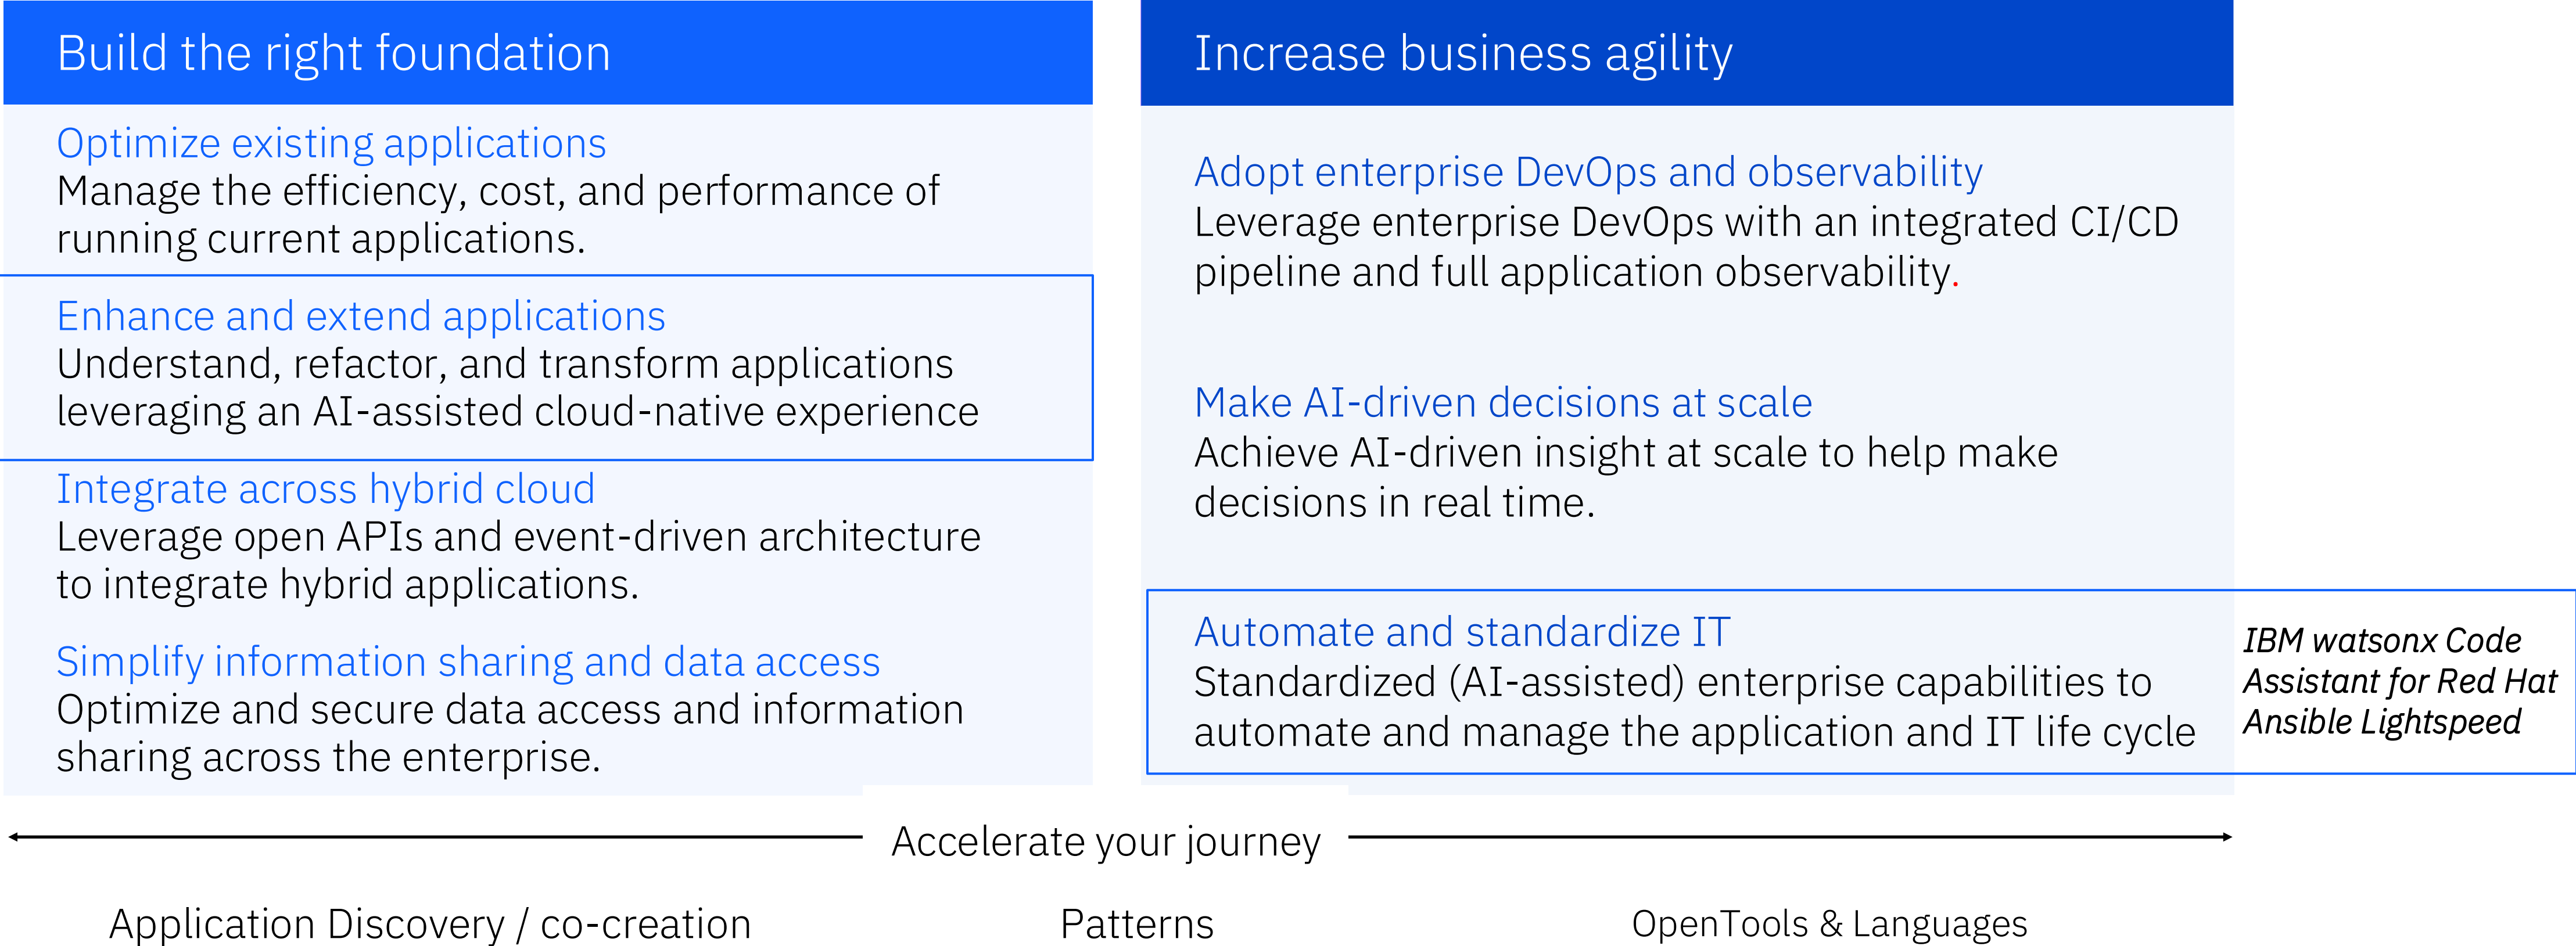 Build the right foundation
Optimize existing applications
Manage the efficiency, cost, and performance of
running current applications.
Enhance and extend applications
Understand, refactor, and transform applications
leveraging an AI-assisted cloud-native experience
Integrate across hybrid cloud
Leverage open APIs and event-driven architecture
to integrate hybrid applications.
Simplify information sharing and data access
Optimize and secure data access and information
sharing across the enterprise.
Increase business agility
Adopt enterprise DevOps and observability
Leverage enterprise DevOps with an integrated CI/CD
pipeline and full application observability.
Make AI-driven decisions at scale
Achieve AI-driven insight at scale to help make
decisions in real time.
Automate and standardize IT
Standardized (AI-assisted) enterprise capabilities to
automate and manage the application and IT life cycle
IBM watsonx Code
Assistant for Red Hat
Ansible Lightspeed
Accelerate your journey
Application Discovery / co-creation
Patterns
OpenTools & Languages